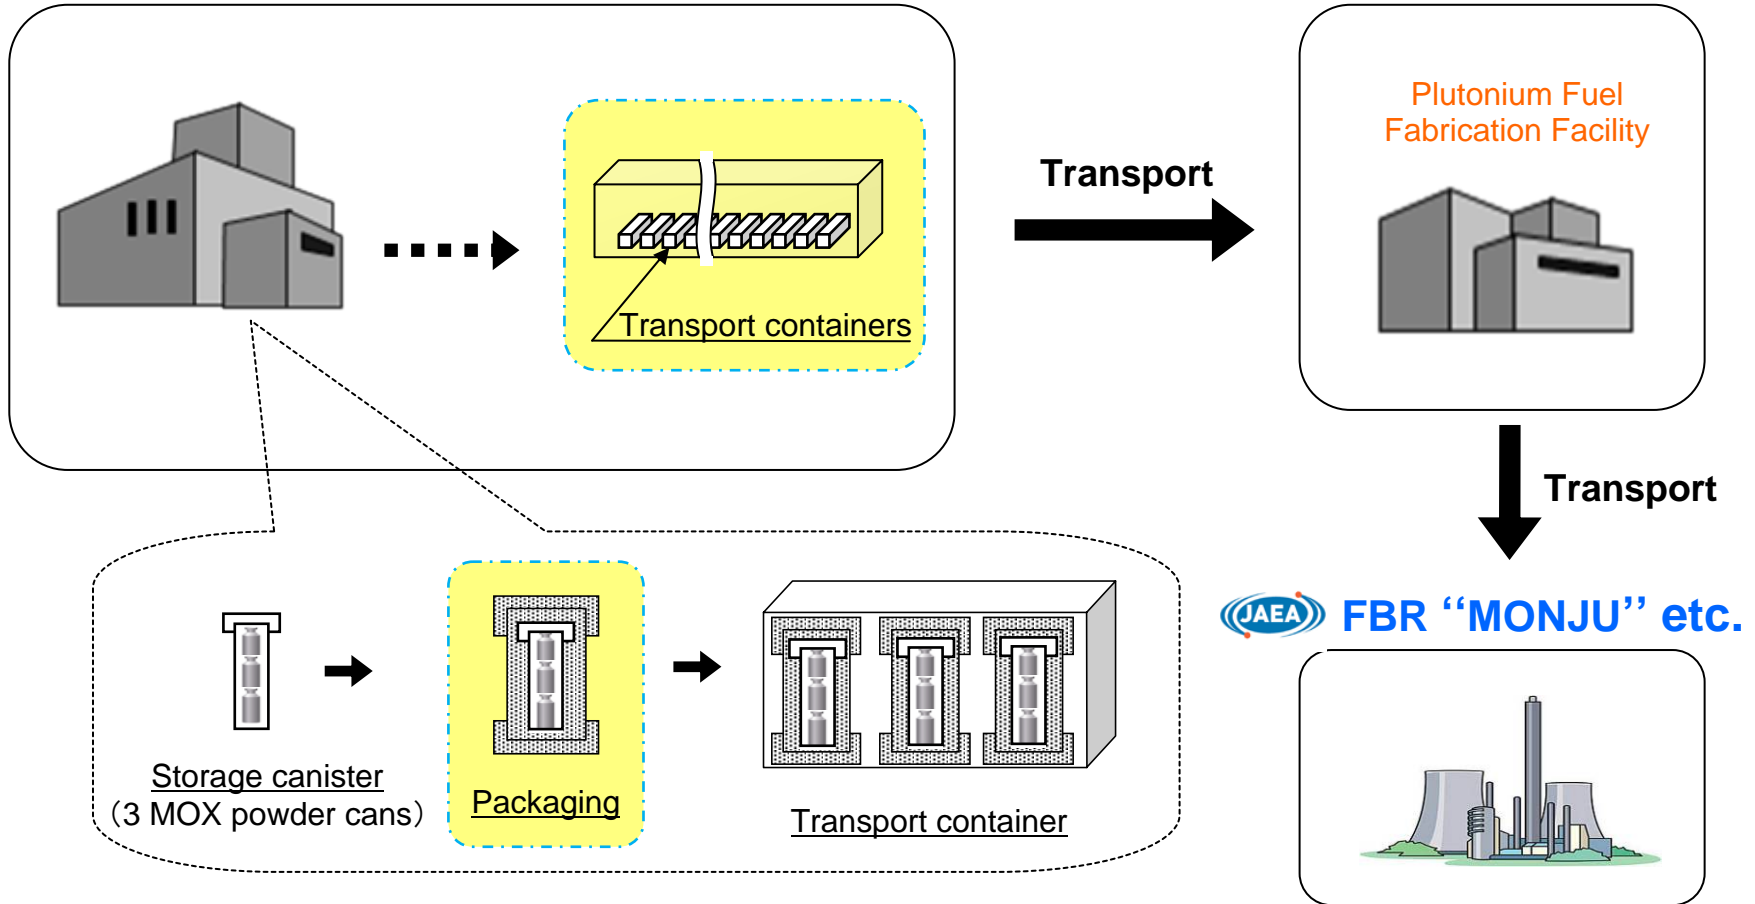 Plutonium Fuel
Fabrication Facility
Transport
Transport containers
Transport
JAEA FBR “MONJU” etc.
Storage canister
（3 MOX powder cans）
Packaging
Transport container